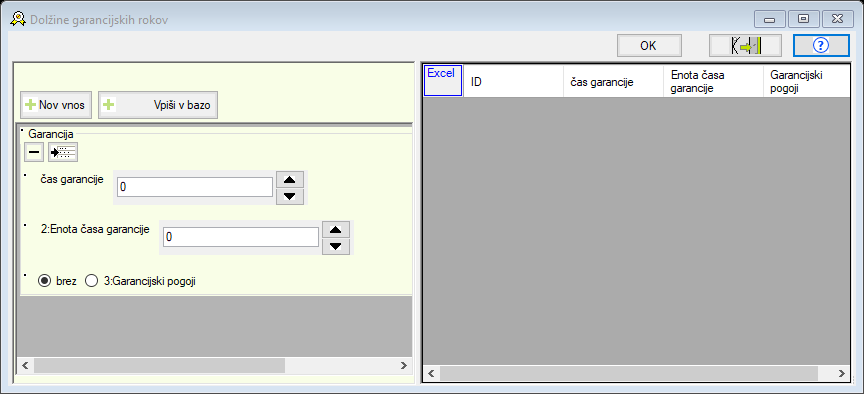 Dolžine garancijskih rokov
OK
Nov vnos
Vpiši v bazo
Garancija
čas garancije
0
2:Enota časa garancije
0
brez
3:Garancijski pogoji
Excel
ID
čas garancije
Enota časa
garancije
Garancijski
pogoji